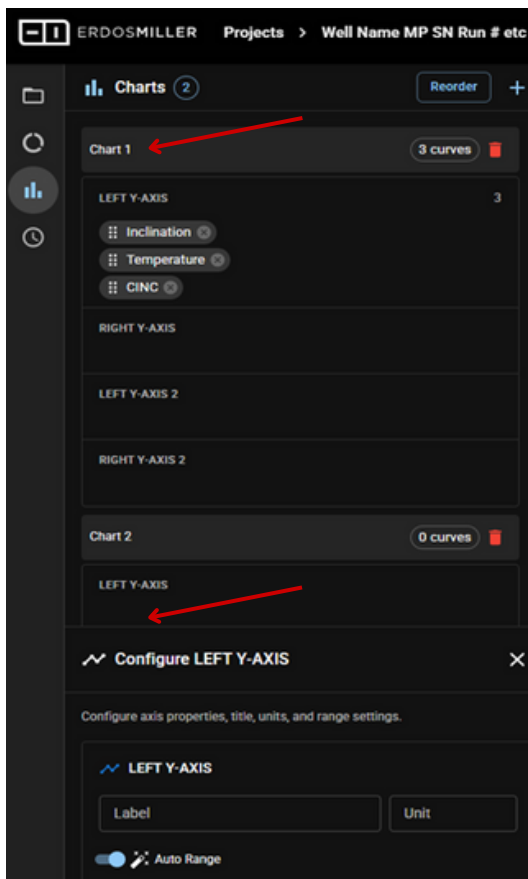 ERDOSMILLER Projects > Well Name MP SN Run # etc
Charts 2 Reorder +
Chart 1 3 curves
LEFT Y-AXIS 3
Inclination
Temperature
CINC
RIGHT Y-AXIS
LEFT Y-AXIS 2
RIGHT Y-AXIS 2
Chart 2 0 curves
LEFT Y-AXIS
Configure LEFT Y-AXIS
Configure axis properties, title, units, and range settings.
LEFT Y-AXIS
Label Unit
Auto Range